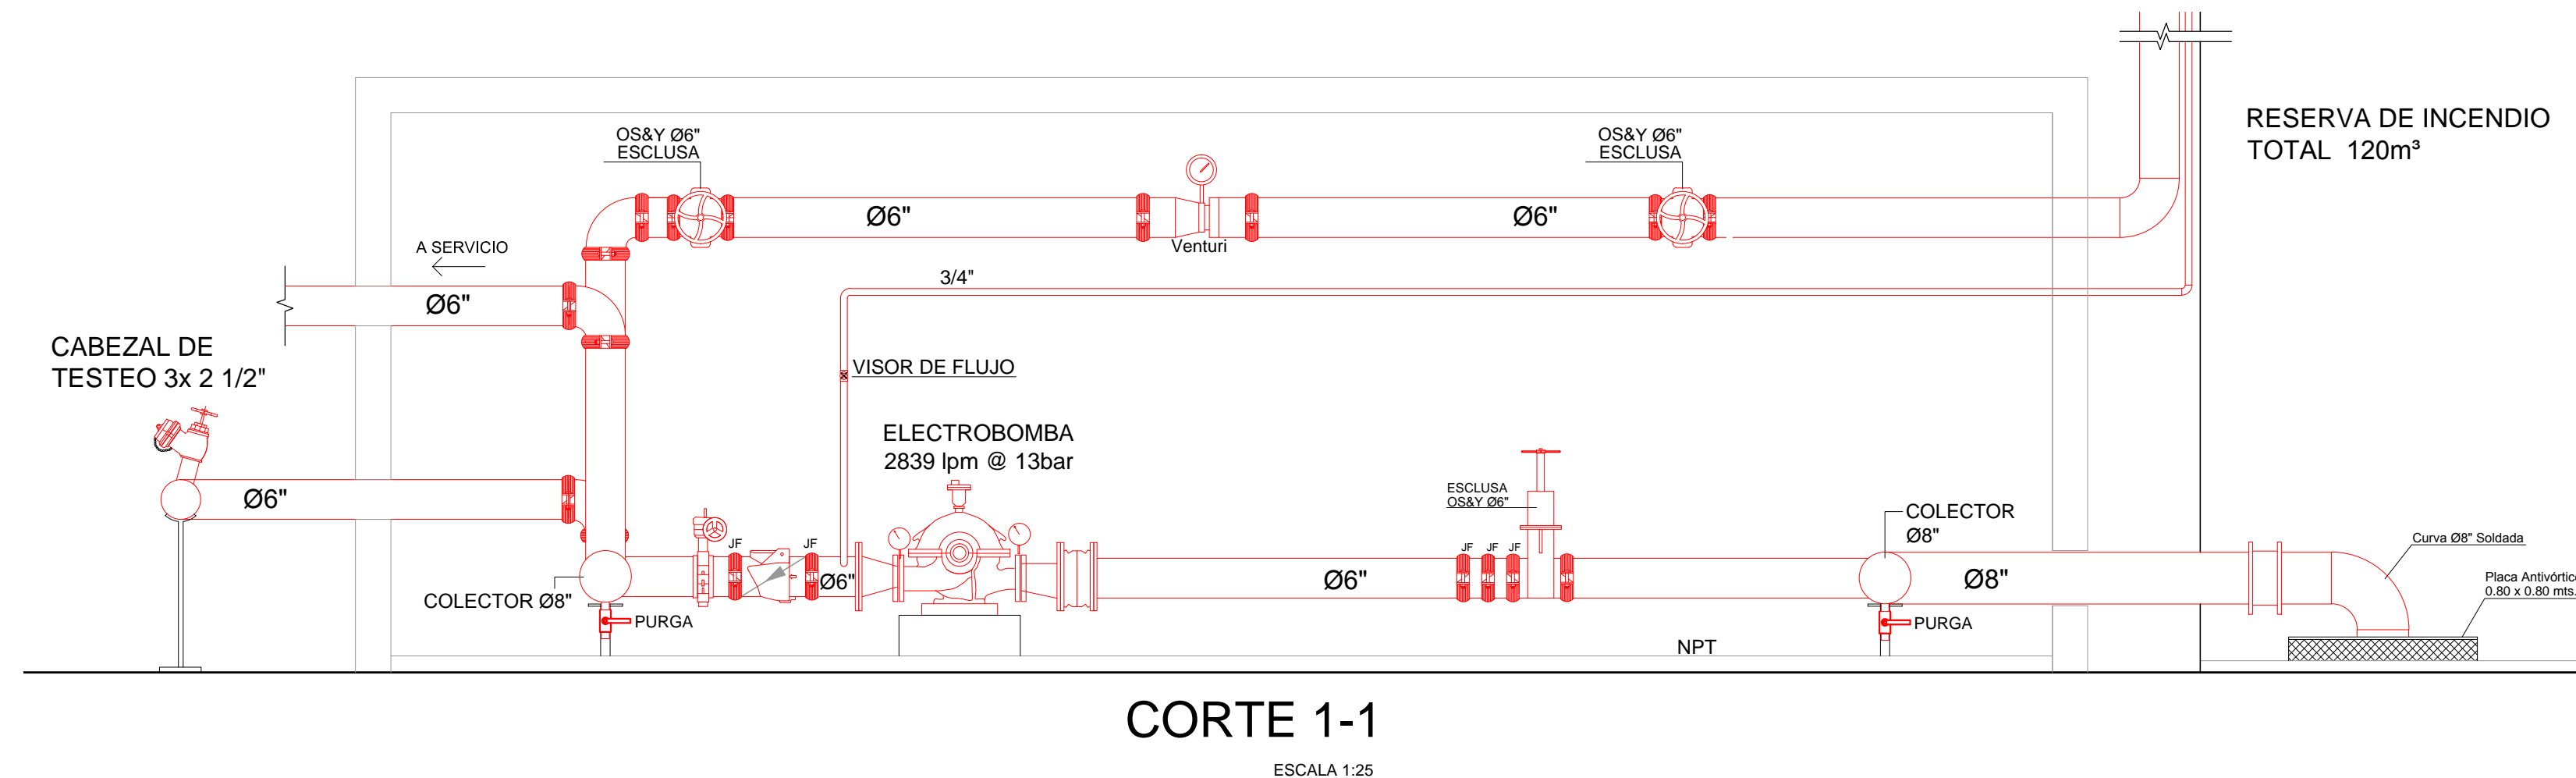 RESERVA DE INCENDIO
TOTAL 120m³
OS&Y Ø6"
ESCLUSA
OS&Y Ø6"
ESCLUSA
Ø6"
Ø6"
Venturi
A SERVICIO
3/4"
Ø6"
CABEZAL DE
TESTEO 3x 2 1/2"
VISOR DE FLUJO
ELECTROBOMBA
2839 lpm @ 13bar
Ø6"
ESCLUSA
OS&Y Ø6"
COLECTOR
Ø8"
JF
JF
JF
JF
JF
Curva Ø8" Soldada
Ø6"
Ø6"
Ø8"
Placa Antivórtice
0.80 x 0.80 mts.
COLECTOR Ø8"
PURGA
PURGA
NPT
CORTE 1-1
ESCALA 1:25